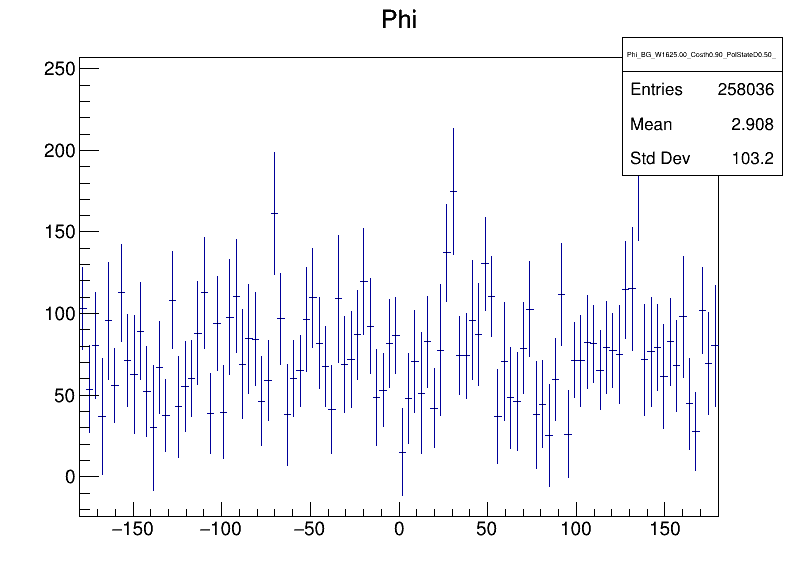 Phi
Phi_BG_W1625.00_Costh0.90_PolStateD0.50_
Entries 258036
Mean 2.908
Std Dev 103.2
250
200
150
100
50
0
−150 −100 −50 0 50 100 150